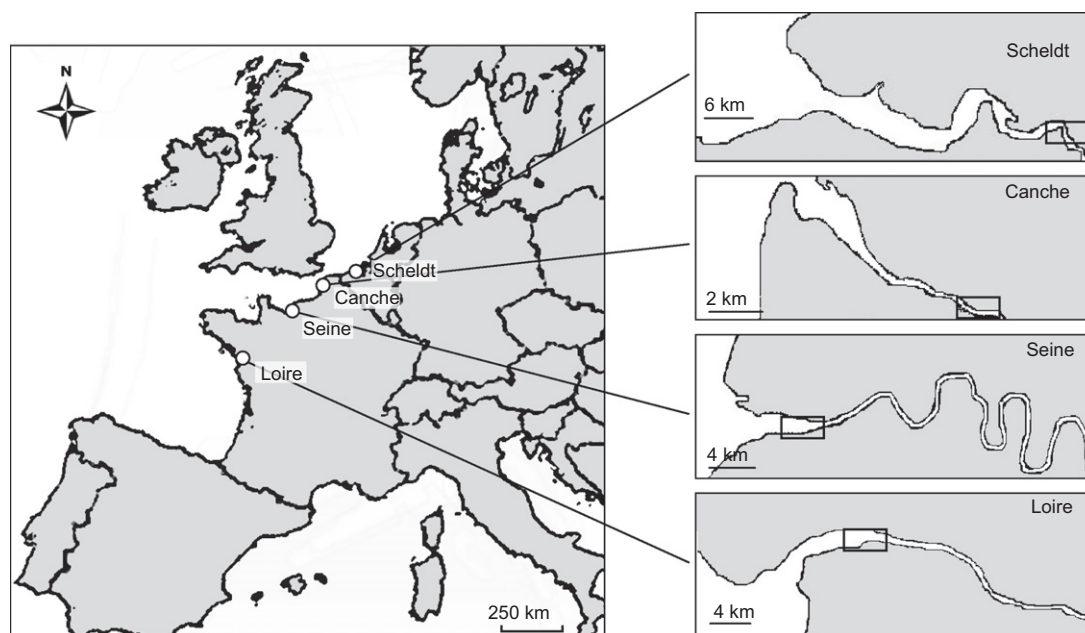 N
Scheldt
Canche
Seine
Loire
250 km
Scheldt
6 km
Canche
2 km
Seine
4 km
Loire
4 km